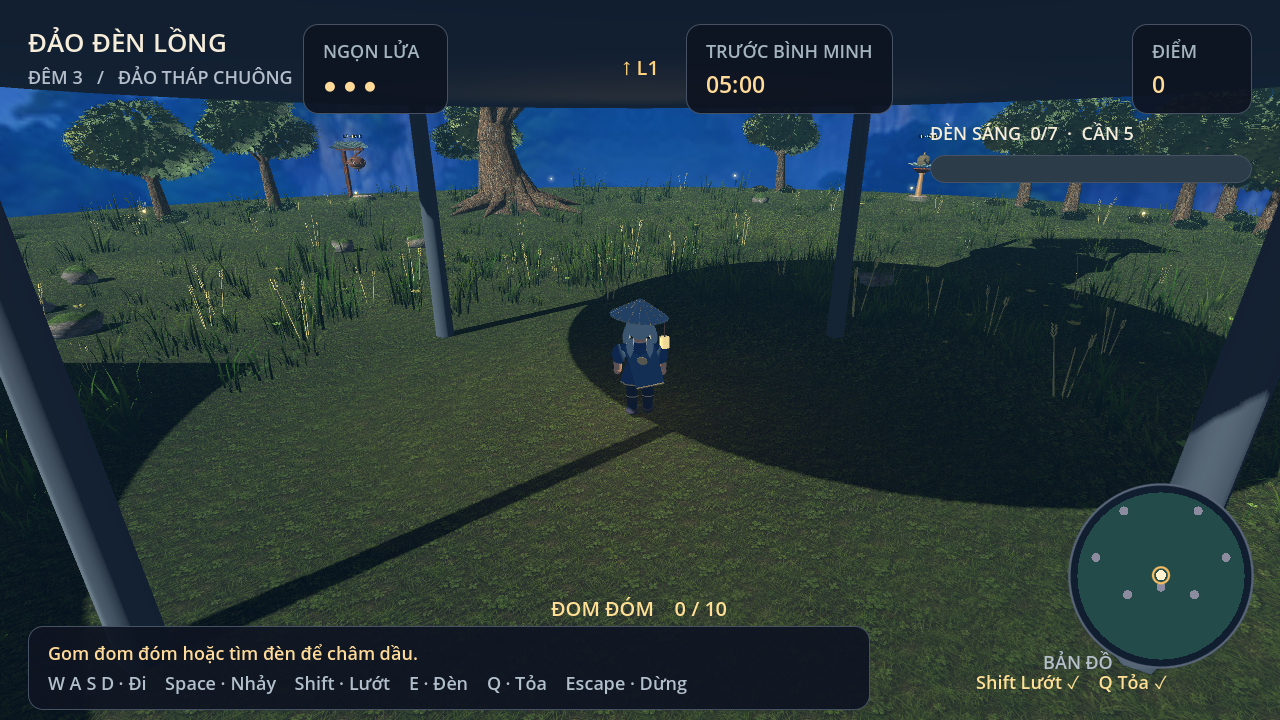 ĐẢO ĐÈN LỒNG
ĐÊM 3 / ĐẢO THÁP CHUÔNG
NGỌN LỬA
↑ L1
TRƯỚC BÌNH MINH
05:00
ĐIỂM
0
ĐÈN SÁNG 0/7 · CẦN 5
ĐOM ĐÓM 0 / 10
Gom đom đóm hoặc tìm đèn để châm dầu.
W A S D · Đi Space · Nhảy Shift · Lướt E · Đèn Q · Tỏa Escape · Dừng
BẢN ĐỒ
Shift Lướt ✓ Q Tỏa ✓